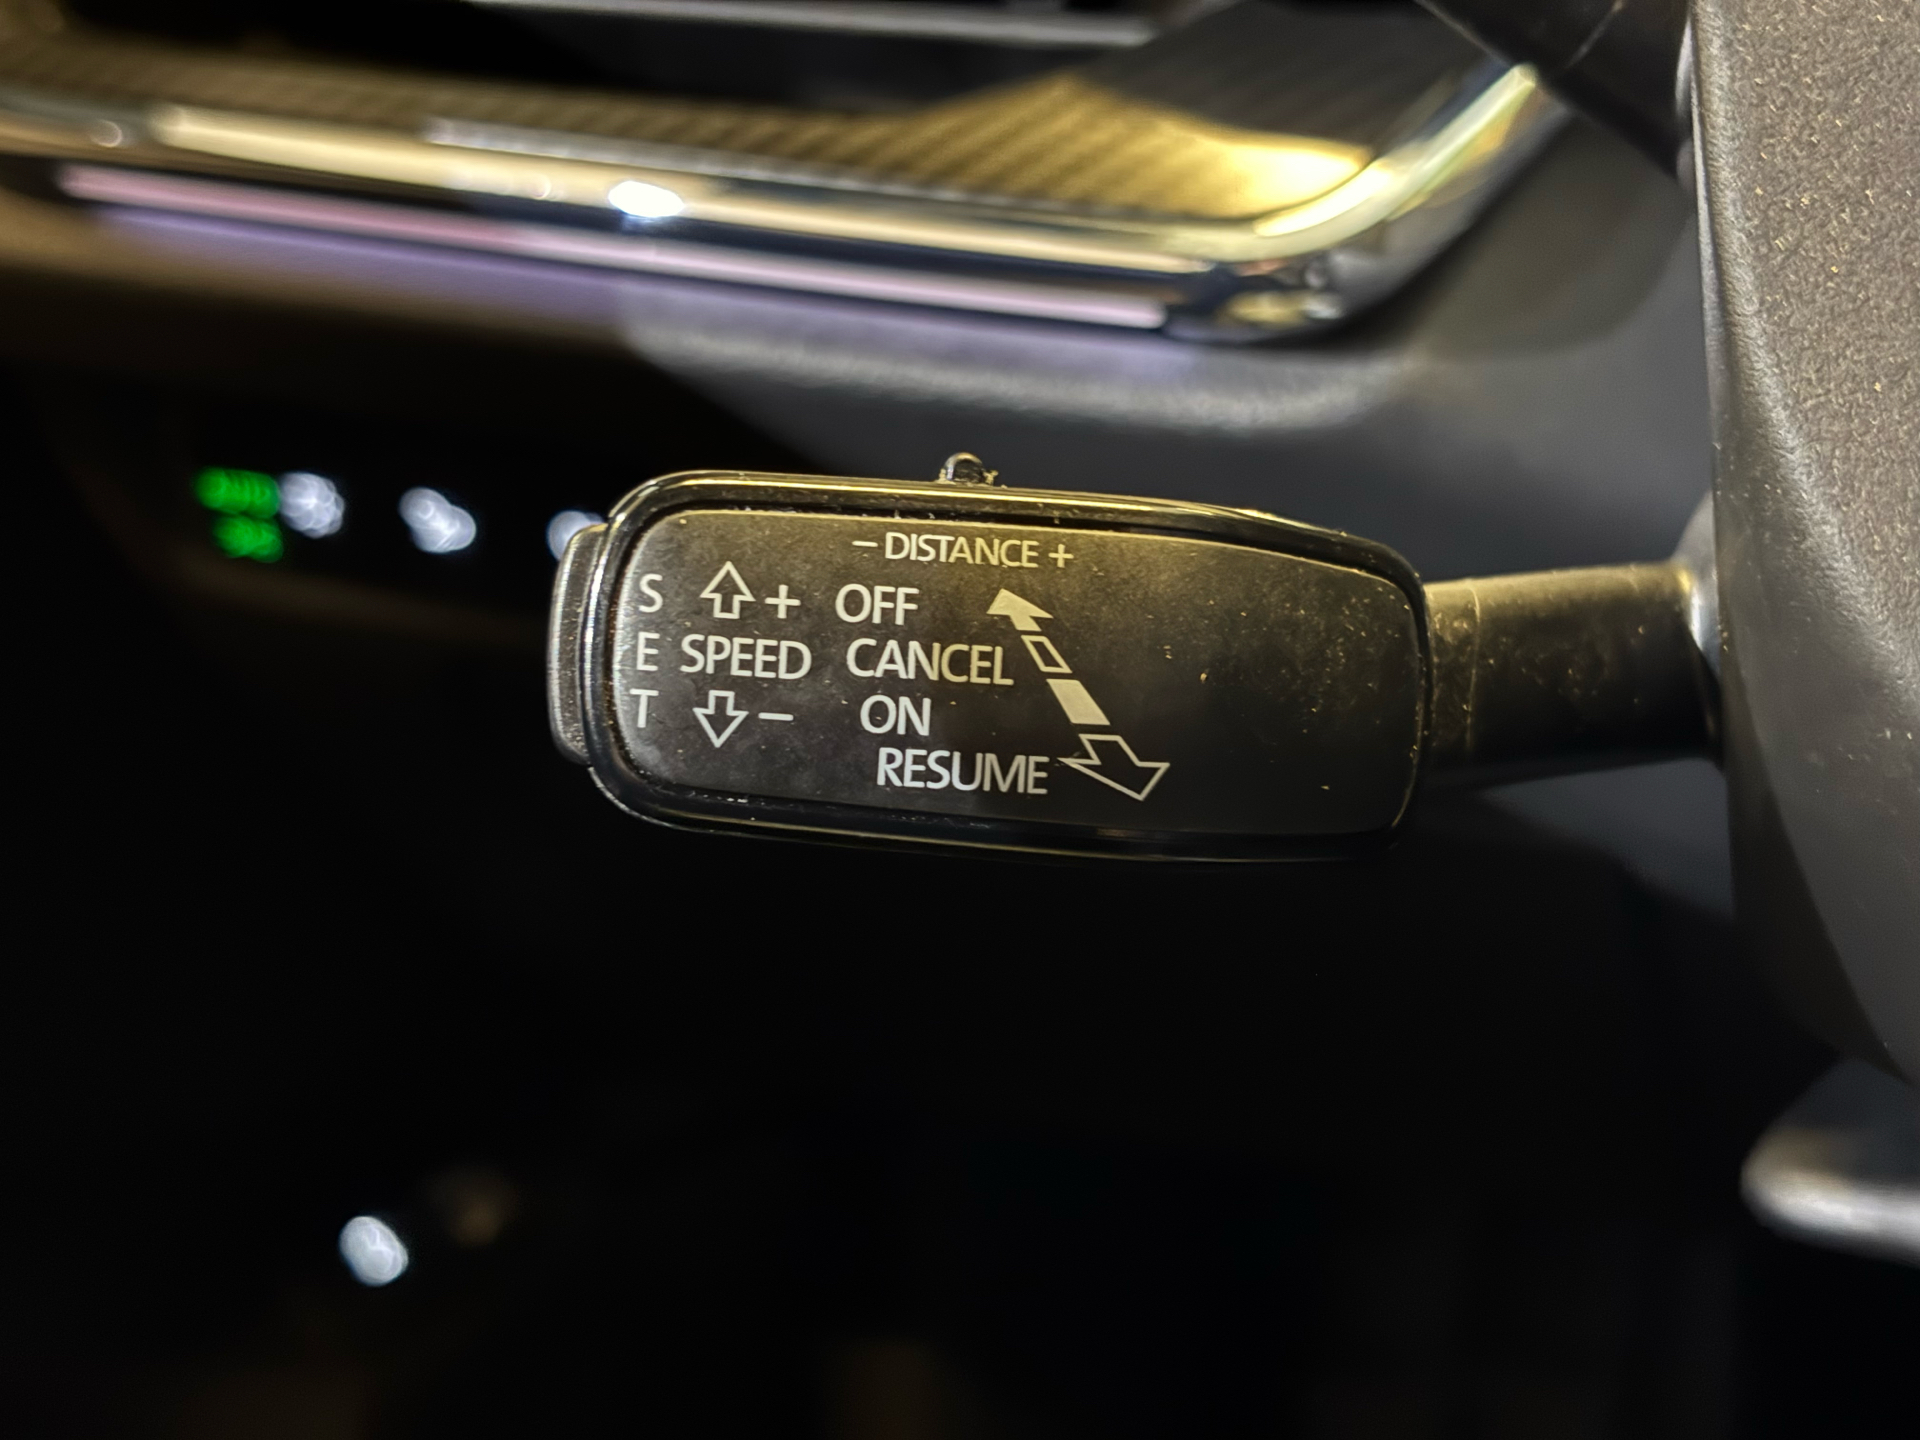 – DISTANCE +
S + OFF
E SPEED CANCEL
T – ON
RESUME